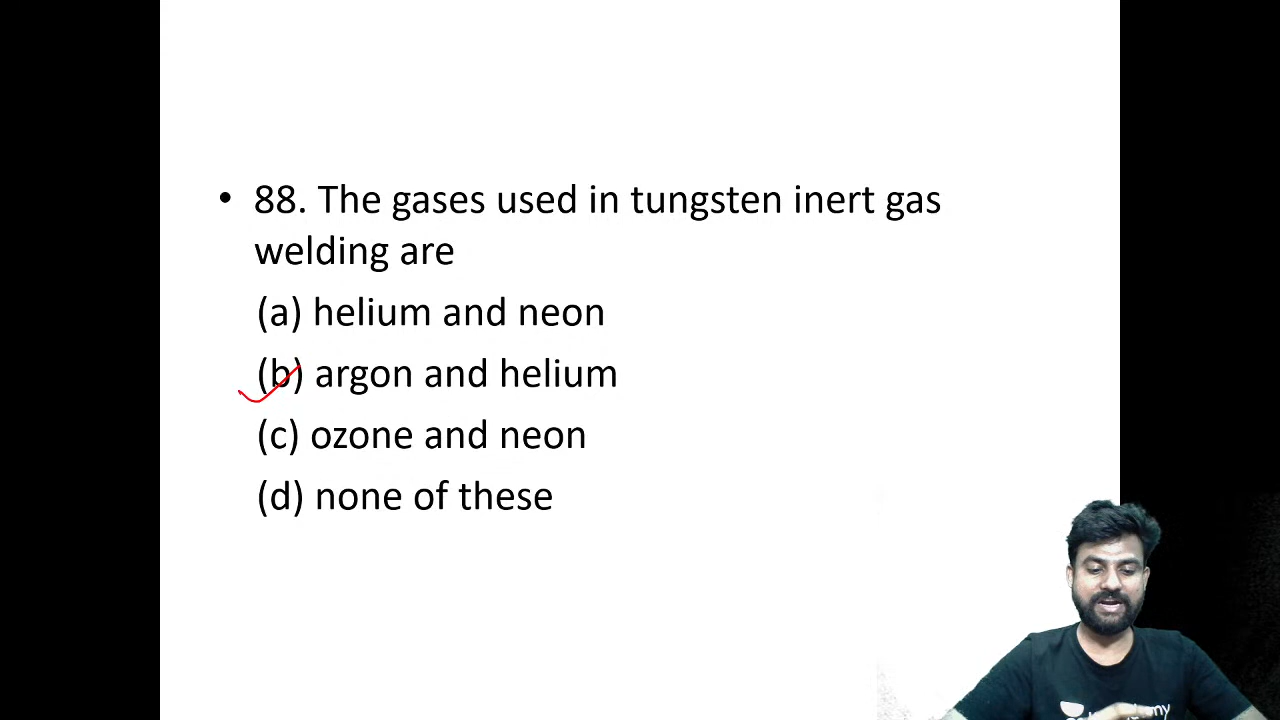 • 88. The gases used in tungsten inert gas
welding are
(a) helium and neon
(b) argon and helium
(c) ozone and neon
(d) none of these